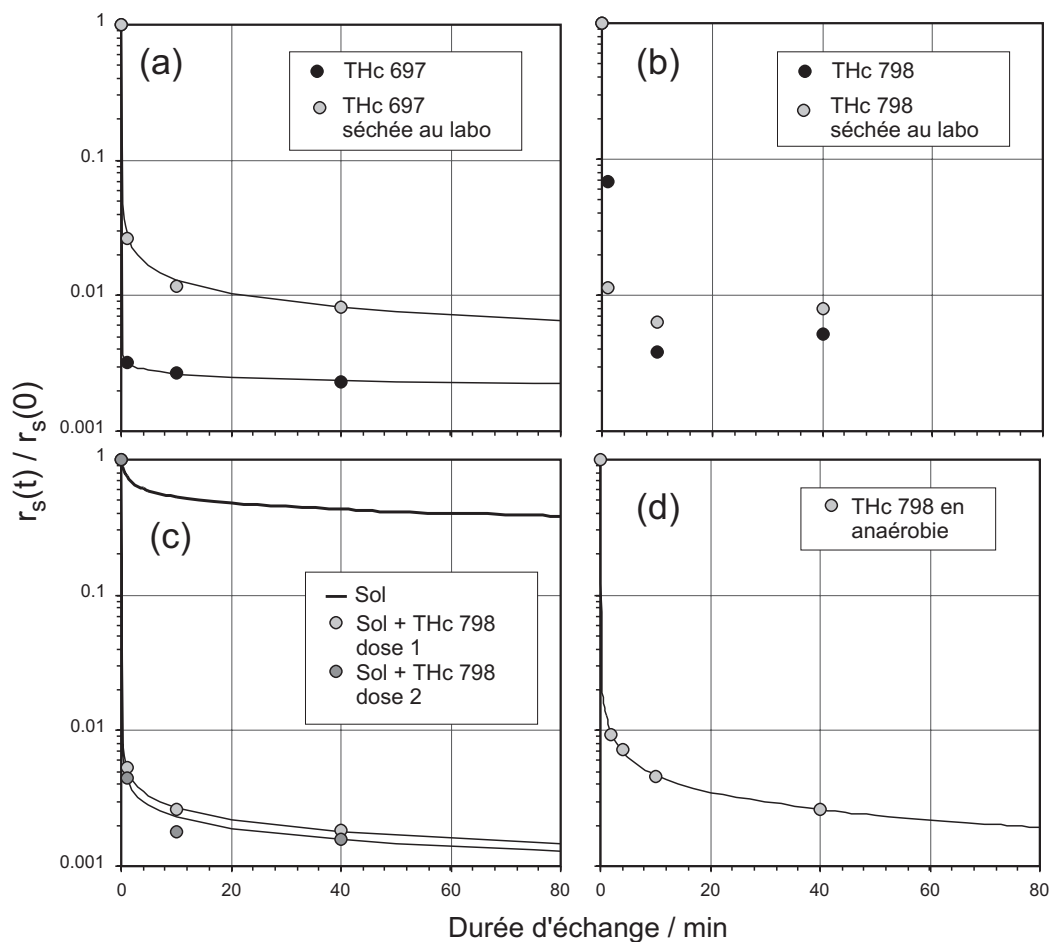 (a)
THc 697
THc 697
séchée au labo
(b)
THc 798
THc 798
séchée au labo
1
0.1
0.01
0.001
r_s(t) / r_s(0)
(c)
Sol
Sol + THc 798
dose 1
Sol + THc 798
dose 2
(d)
THc 798 en
anaérobie
1
0.1
0.01
0.001
0 20 40 60 80
0 20 40 60 80
Durée d'échange / min